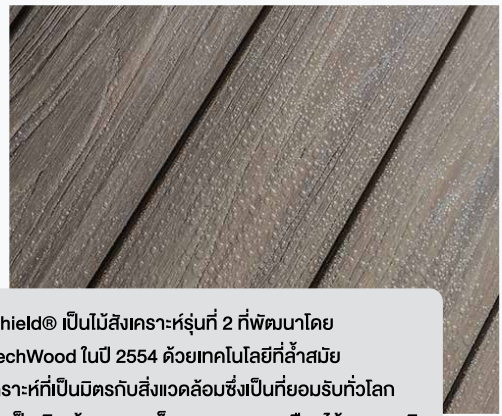 hield® เป็นไม้สังเคราะห์รุ่นที่ 2 ที่พัฒนาโดย
echWood ในปี 2554 ด้วยเทคโนโลยีที่ล้ำสมัย
คราะห์ที่เป็นมิตรกับสิ่งแวดล้อมซึ่งเป็นที่ยอมรับทั่วโลก